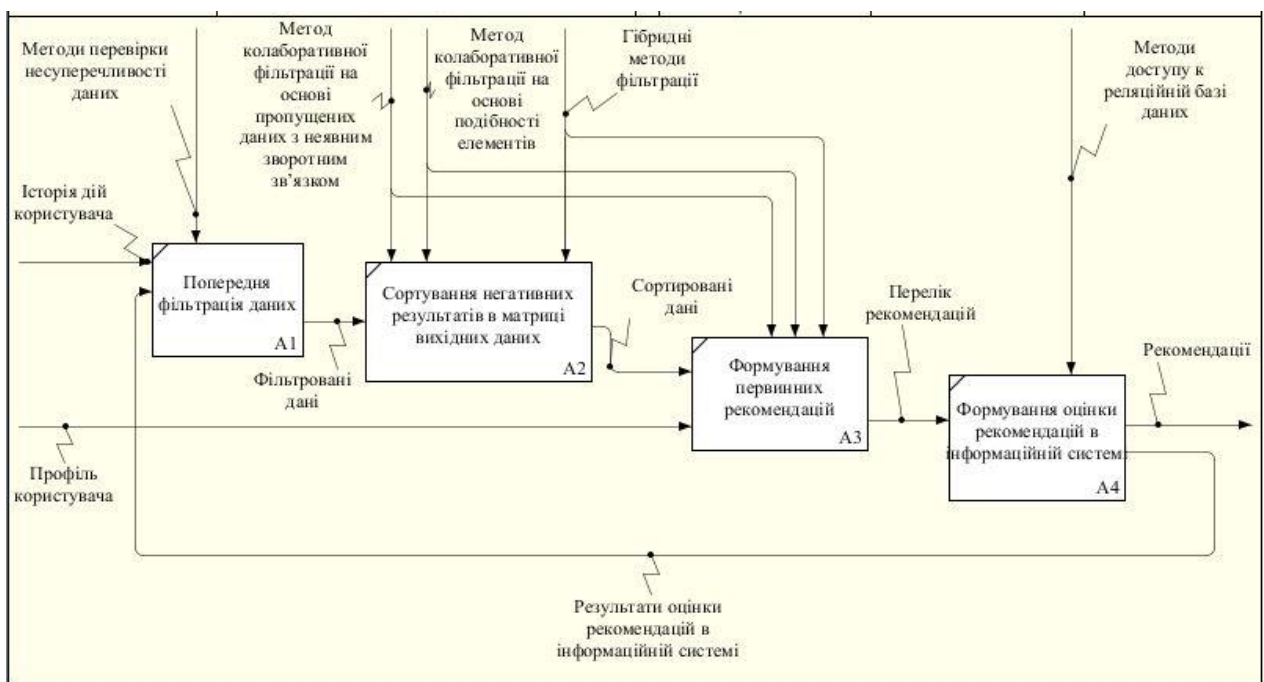 Методи перевірки
несуперечливості
даних
Метод
колаборативної
фільтрації на
основі
пропущених
даних з неявним
зворотним
зв’язком
Метод
колаборативної
фільтрації на
основі
подібності
елементів
Гібридні
методи
фільтрації
Методи
доступу к
реляційній базі
даних
Історія дій
користувача
Попередня
фільтрація даних
A1
Фільтровані
дані
Сортування негативних
результатів в матриці
вихідних даних
A2
Сортировані
дані
Формування
первинних
рекомендацій
A3
Перелік
рекомендацій
Формування оцінки
рекомендацій в
інформаційній системі
A4
Рекомендації
Профіль
користувача
Результати оцінки
рекомендацій в
інформаційній системі